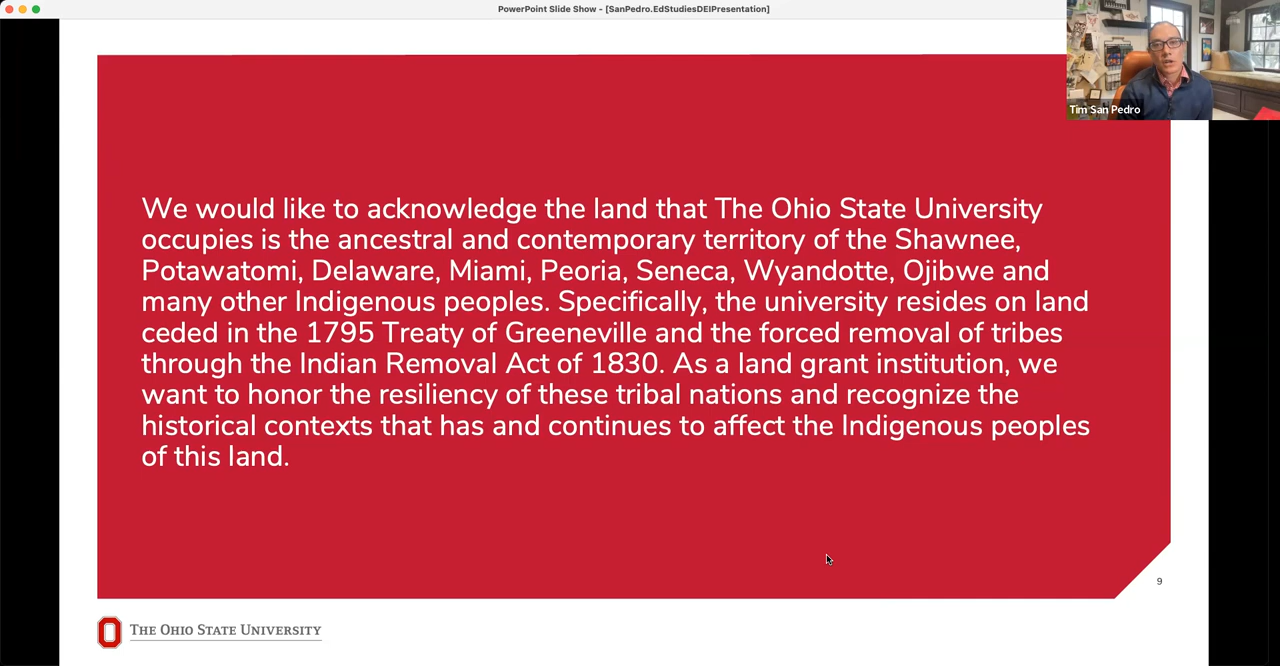 PowerPoint Slide Show - [SanPedro.EdStudiesDEIPresentation]
Tim San Pedro
We would like to acknowledge the land that The Ohio State University
occupies is the ancestral and contemporary territory of the Shawnee,
Potawatomi, Delaware, Miami, Peoria, Seneca, Wyandotte, Ojibwe and
many other Indigenous peoples. Specifically, the university resides on land
ceded in the 1795 Treaty of Greeneville and the forced removal of tribes
through the Indian Removal Act of 1830. As a land grant institution, we
want to honor the resiliency of these tribal nations and recognize the
historical contexts that has and continues to affect the Indigenous peoples
of this land.
9
THE OHIO STATE UNIVERSITY